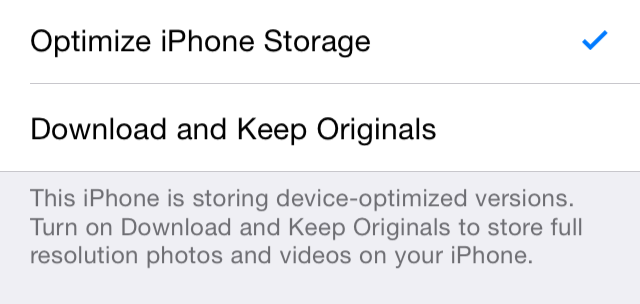 Optimize iPhone Storage
Download and Keep Originals
This iPhone is storing device-optimized versions.
Turn on Download and Keep Originals to store full
resolution photos and videos on your iPhone.